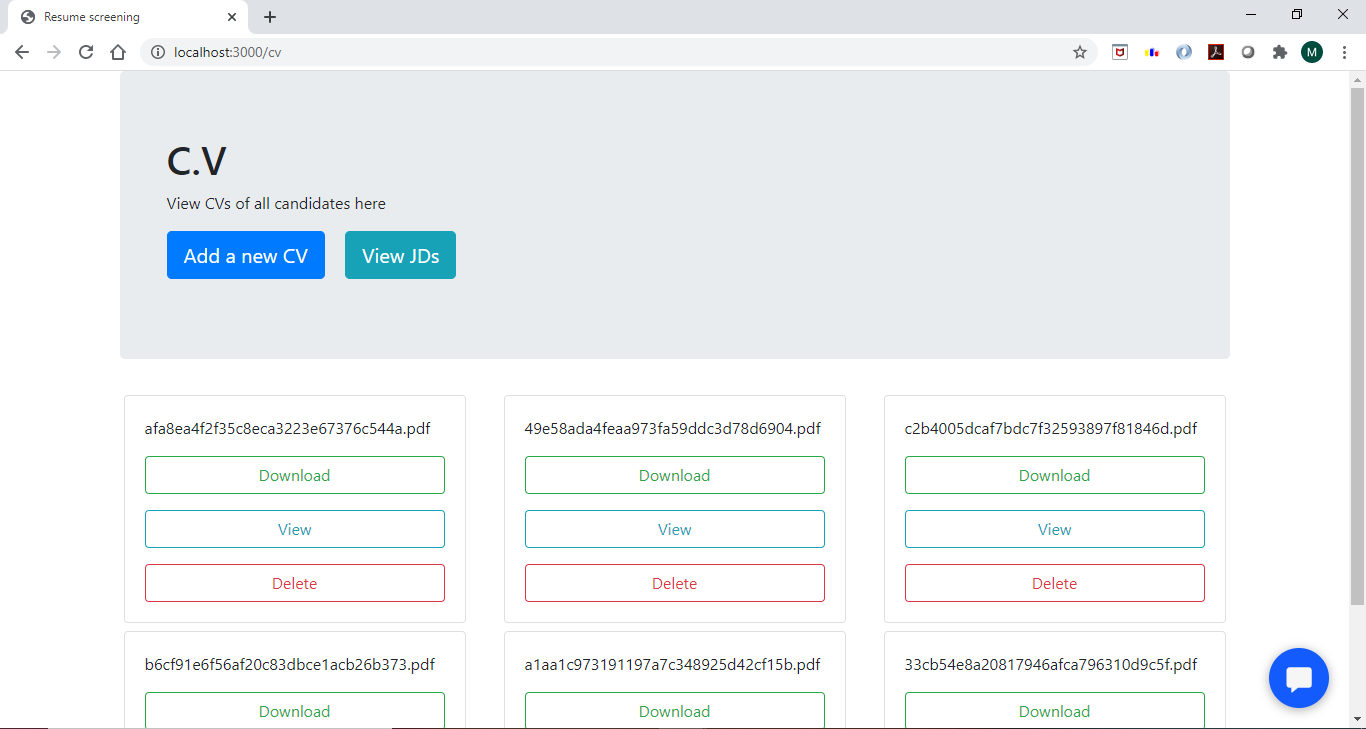 Resume screening
localhost:3000/cv
M
C.V
View CVs of all candidates here
Add a new CV View JDs
afa8ea4f2f35c8eca3223e67376c544a.pdf 49e58ada4feaa973fa59ddc3d78d6904.pdf c2b4005dcaf7bdc7f32593897f81846d.pdf
Download Download Download
View View View
Delete Delete Delete
b6cf91e6f56af20c83dbce1acb26b373.pdf a1aa1c973191197a7c348925d42cf15b.pdf 33cb54e8a20817946afca796310d9c5f.pdf
Download Download Download